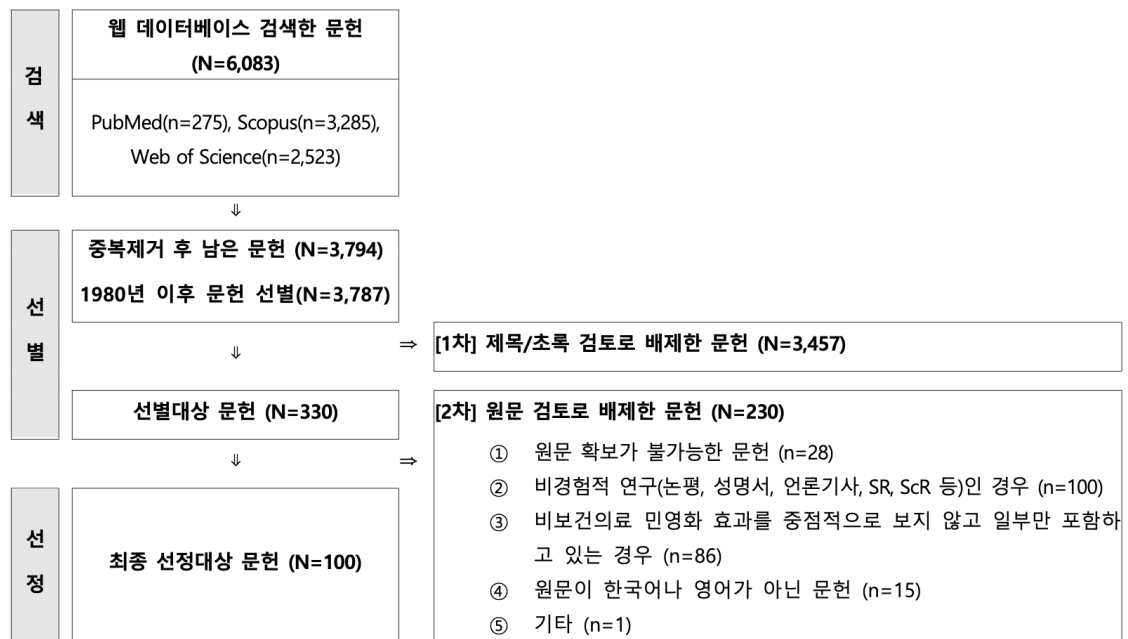 검
색
웹 데이터베이스 검색한 문헌
(N=6,083)
PubMed(n=275), Scopus(n=3,285),
Web of Science(n=2,523)
⇓
선
별
중복제거 후 남은 문헌 (N=3,794)
1980년 이후 문헌 선별(N=3,787)
⇓
⇒
[1차] 제목/초록 검토로 배제한 문헌 (N=3,457)
선별대상 문헌 (N=330)
⇓
⇒
[2차] 원문 검토로 배제한 문헌 (N=230)
① 원문 확보가 불가능한 문헌 (n=28)
② 비경험적 연구(논평, 성명서, 언론기사, SR, ScR 등)인 경우 (n=100)
③ 비보건의료 민영화 효과를 중점적으로 보지 않고 일부만 포함하
고 있는 경우 (n=86)
④ 원문이 한국어나 영어가 아닌 문헌 (n=15)
⑤ 기타 (n=1)
선
정
최종 선정대상 문헌 (N=100)